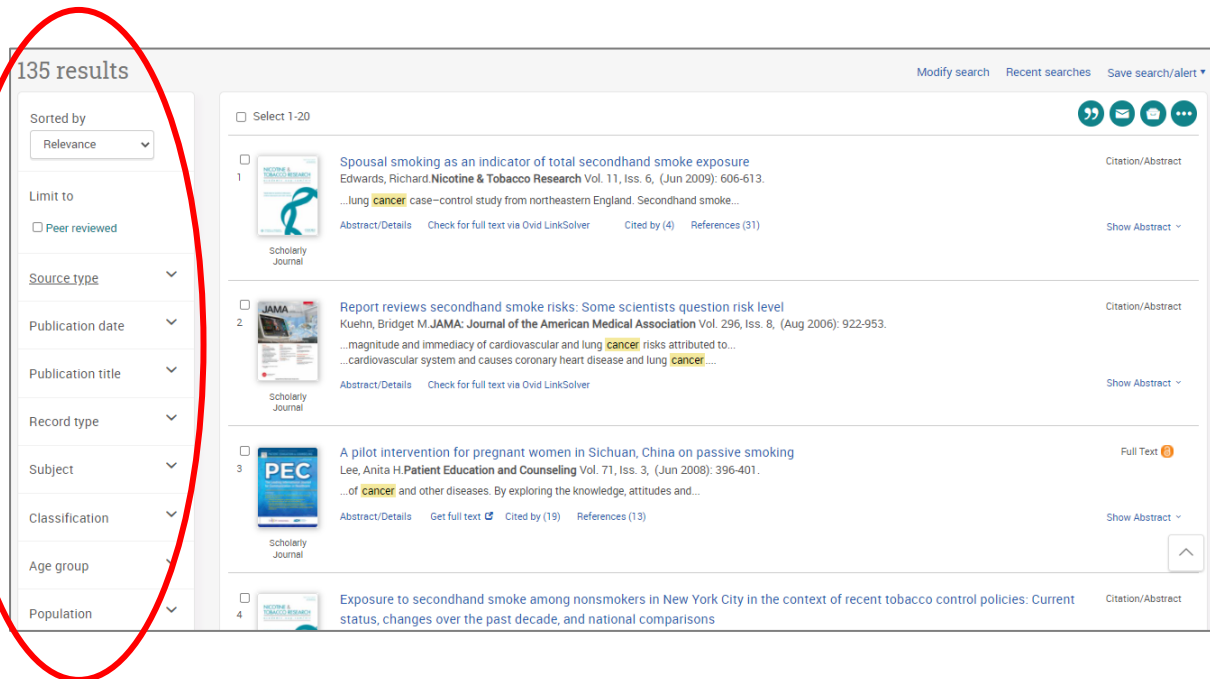 135 results
Modify search Recent searches Save search/alert
Sorted by
Relevance
Limit to
Peer reviewed
Source type
Publication date
Publication title
Record type
Subject
Classification
Age group
Population
Select 1-20
1
NICOTINE &
TOBACCO RESEARCH
Scholarly
Journal
Spousal smoking as an indicator of total secondhand smoke exposure
Edwards, Richard.Nicotine & Tobacco Research Vol. 11, Iss. 6, (Jun 2009): 606-613.
...lung cancer case–control study from northeastern England. Secondhand smoke...
Abstract/Details Check for full text via Ovid LinkSolver Cited by (4) References (31)
Citation/Abstract
Show Abstract
2
JAMA
Scholarly
Journal
Report reviews secondhand smoke risks: Some scientists question risk level
Kuehn, Bridget M.JAMA: Journal of the American Medical Association Vol. 296, Iss. 8, (Aug 2006): 922-953.
...magnitude and immediacy of cardiovascular and lung cancer risks attributed to...
...cardiovascular system and causes coronary heart disease and lung cancer....
Abstract/Details Check for full text via Ovid LinkSolver
Citation/Abstract
Show Abstract
3
PEC
Scholarly
Journal
A pilot intervention for pregnant women in Sichuan, China on passive smoking
Lee, Anita H.Patient Education and Counseling Vol. 71, Iss. 3, (Jun 2008): 396-401.
...of cancer and other diseases. By exploring the knowledge, attitudes and...
Abstract/Details Get full text Cited by (19) References (13)
Full Text
Show Abstract
4
NICOTINE &
TOBACCO RESEARCH
Exposure to secondhand smoke among nonsmokers in New York City in the context of recent tobacco control policies: Current
status, changes over the past decade, and national comparisons
Citation/Abstract